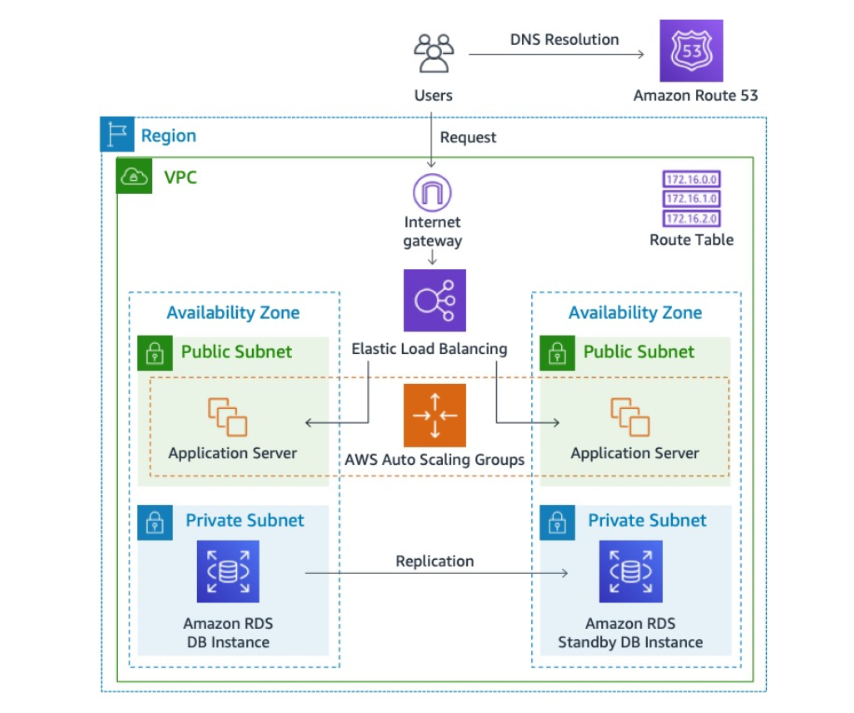 DNS Resolution
53
Users
Amazon Route 53
Region
Request
VPC
172.16.0.0
172.16.1.0
172.16.2.0
Route Table
Internet
gateway
Availability Zone
Availability Zone
Public Subnet
Elastic Load Balancing
Public Subnet
Application Server
AWS Auto Scaling Groups
Application Server
Private Subnet
Private Subnet
Replication
Amazon RDS
DB Instance
Amazon RDS
Standby DB Instance